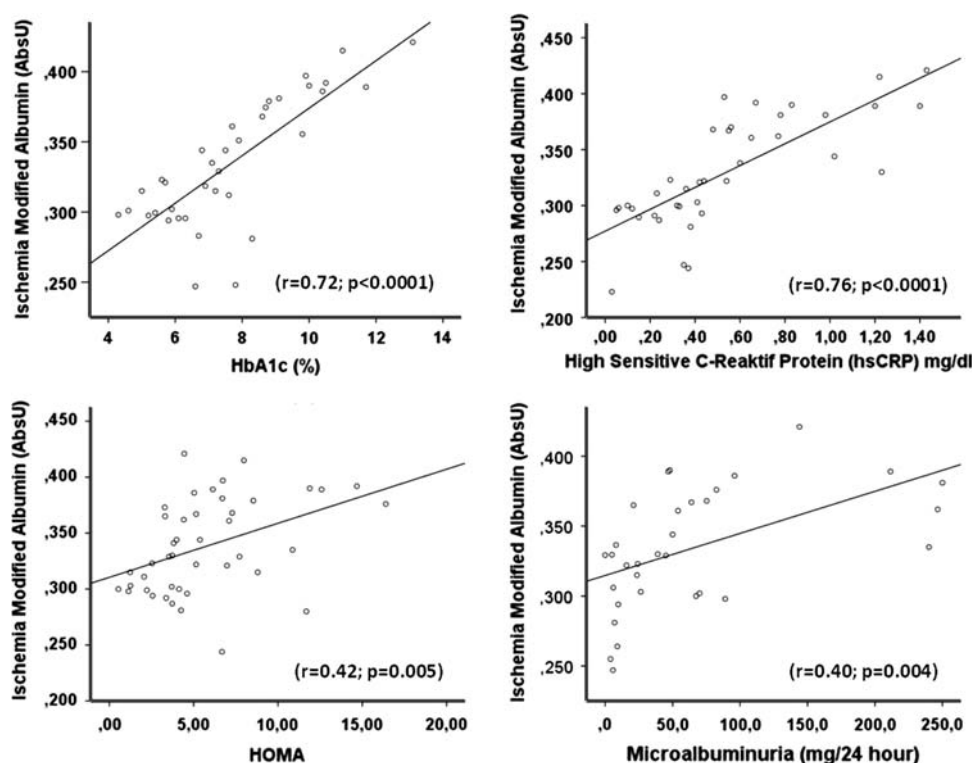 Ischemia Modified Albumin (AbsU)
,400
,350
,300
,250
4 6 8 10 12 14
HbA1c (%)
(r=0.72; p<0.0001)
Ischemia Modified Albumin (AbsU)
,450
,400
,350
,300
,250
,200
,00 ,20 ,40 ,60 ,80 1,00 1,20 1,40
High Sensitive C-Reaktif Protein (hsCRP) mg/dl
(r=0.76; p<0.0001)
Ischemia Modified Albumin (AbsU)
,450
,400
,350
,300
,250
,200
,00 5,00 10,00 15,00 20,00
HOMA
(r=0.42; p=0.005)
Ischemia Modified Albumin (AbsU)
,400
,350
,300
,250
,0 50,0 100,0 150,0 200,0 250,0
Microalbuminuria (mg/24 hour)
(r=0.40; p=0.004)